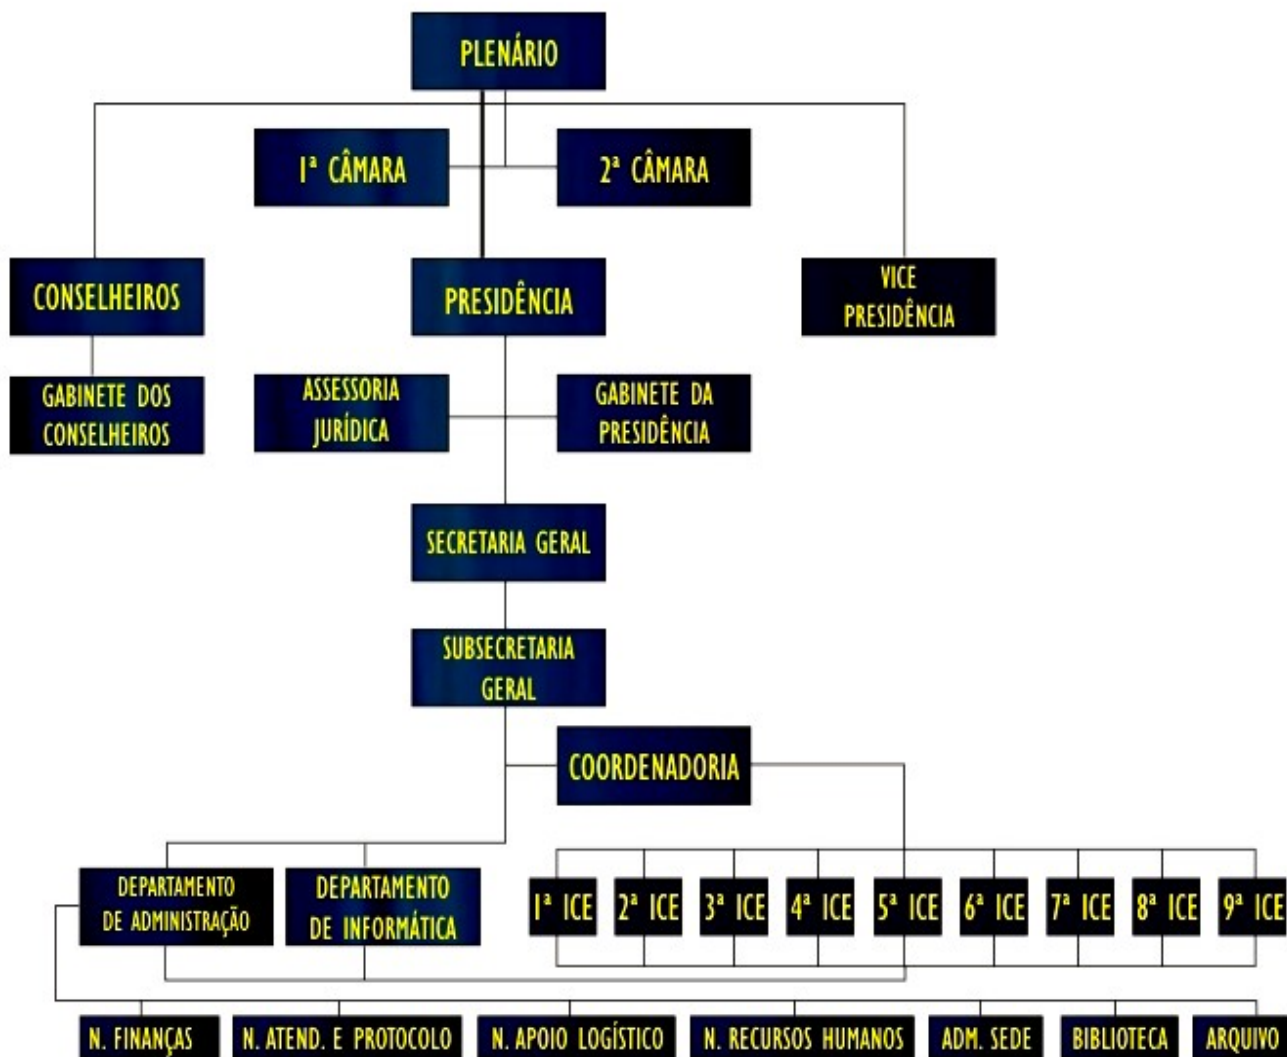 PLENÁRIO
1ª CÂMARA
2ª CÂMARA
CONSELHEIROS
PRESIDÊNCIA
VICE
PRESIDÊNCIA
GABINETE DOS
CONSELHEIROS
ASSESSORIA
JURÍDICA
GABINETE DA
PRESIDÊNCIA
SECRETARIA GERAL
SUBSECRETARIA
GERAL
COORDENADORIA
DEPARTAMENTO
DE ADMINISTRAÇÃO
DEPARTAMENTO
DE INFORMÁTICA
1ª ICE
2ª ICE
3ª ICE
4ª ICE
5ª ICE
6ª ICE
7ª ICE
8ª ICE
9ª ICE
N. FINANÇAS
N. ATEND. E PROTOCOLO
N. APOIO LOGÍSTICO
N. RECURSOS HUMANOS
ADM. SEDE
BIBLIOTECA
ARQUIVO